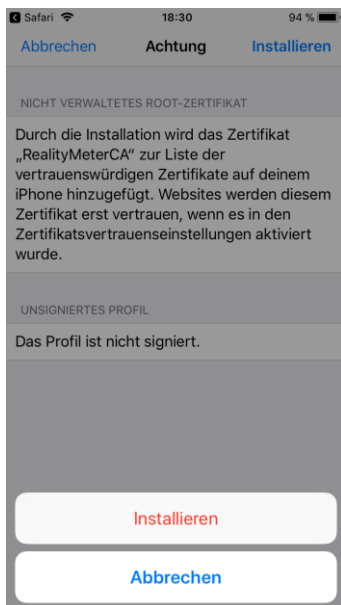 Safari 18:30 94 %
Abbrechen Achtung Installieren
NICHT VERWALTETES ROOT-ZERTIFIKAT
Durch die Installation wird das Zertifikat
„RealityMeterCA“ zur Liste der
vertrauenswürdigen Zertifikate auf deinem
iPhone hinzugefügt. Websites werden diesem
Zertifikat erst vertrauen, wenn es in den
Zertifikatsvertrauenseinstellungen aktiviert
wurde.
UNSIGNIERTES PROFIL
Das Profil ist nicht signiert.
Installieren
Abbrechen